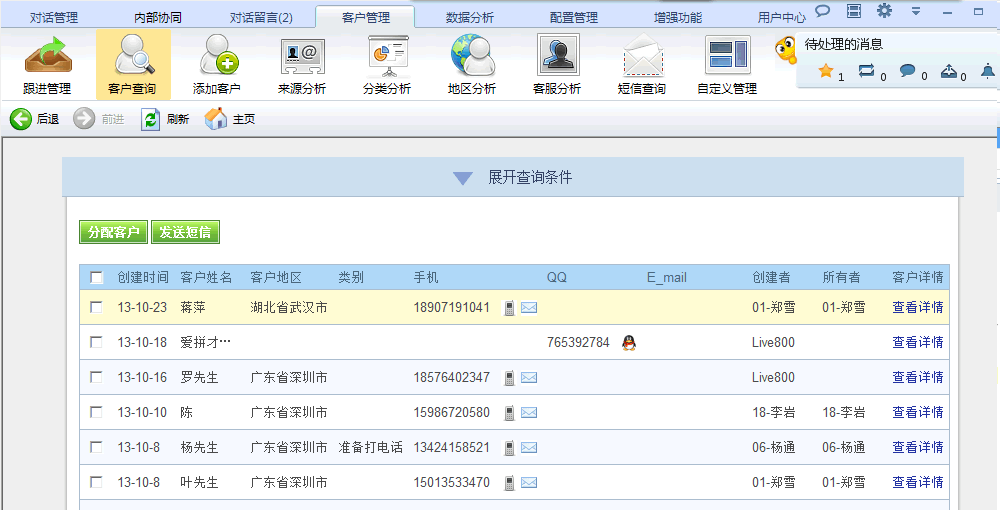 对话管理 内部协同 对话留言(2) 客户管理 数据分析 配置管理 增强功能 用户中心
待处理的消息
1 0 0 0
跟进管理 客户查询 添加客户 来源分析 分类分析 地区分析 客服分析 短信查询 自定义管理
后退 前进 刷新 主页
展开查询条件
分配客户 发送短信
创建时间 客户姓名 客户地区 类别 手机 QQ E_mail 创建者 所有者 客户详情
13-10-23 蒋萍 湖北省武汉市 18907191041 01-郑雪 01-郑雪 查看详情
13-10-18 爱拼才… 765392784 Live800 查看详情
13-10-16 罗先生 广东省深圳市 18576402347 Live800 查看详情
13-10-10 陈 广东省深圳市 15986720580 18-李岩 18-李岩 查看详情
13-10-8 杨先生 广东省深圳市 准备打电话 13424158521 06-杨通 06-杨通 查看详情
13-10-8 叶先生 广东省深圳市 15013533470 01-郑雪 01-郑雪 查看详情